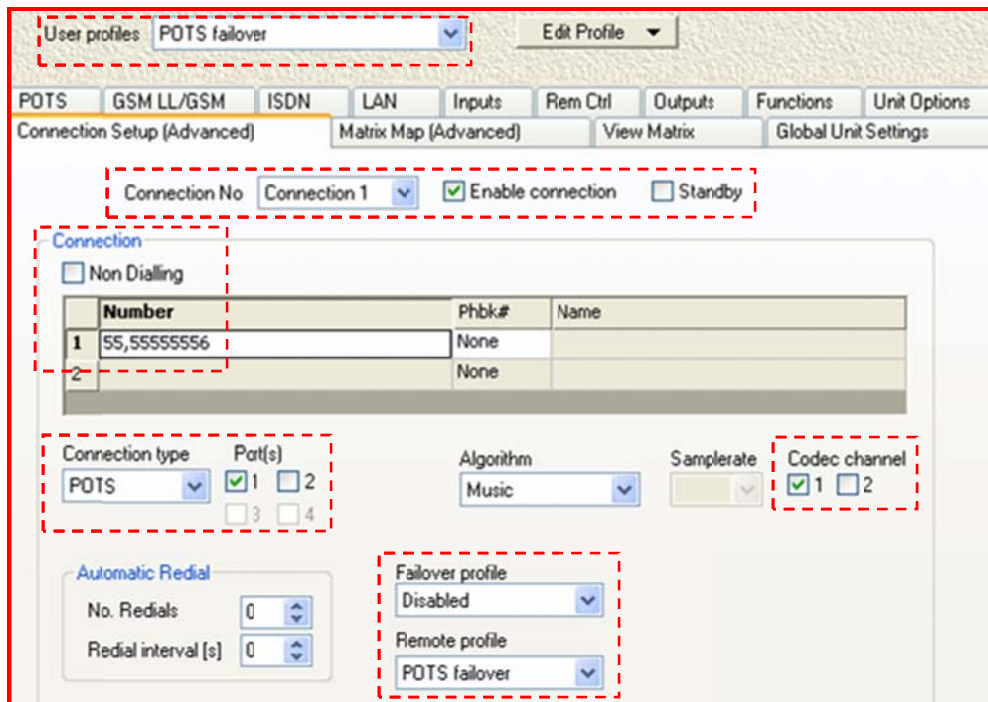 User profiles POTS failover Edit Profile
POTS GSM LL/GSM ISDN LAN Inputs Rem Ctrl Outputs Functions Unit Options
Connection Setup (Advanced) Matrix Map (Advanced) View Matrix Global Unit Settings
Connection No Connection 1 Enable connection Standby
Connection
Non Dialling
Number Phbk# Name
1 55,55555556 None
2 None
Connection type Port(s) Algorithm Samplerate Codec channel
POTS 1 2 Music 1 2
3 4
Automatic Redial Failover profile
No. Redials 0 Disabled
Redial interval [s] 0 Remote profile
POTS failover